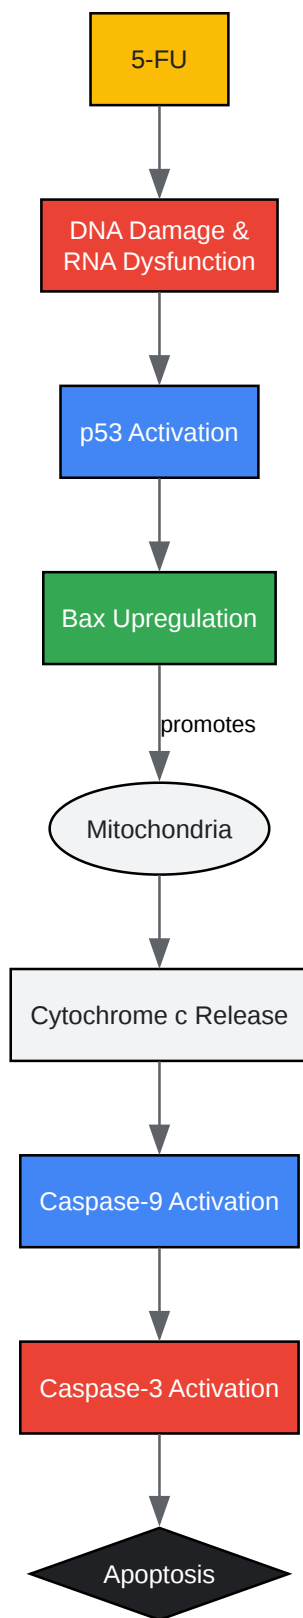 5-FU
DNA Damage &
RNA Dysfunction
p53 Activation
Bax Upregulation
promotes
Mitochondria
Cytochrome c Release
Caspase-9 Activation
Caspase-3 Activation
Apoptosis